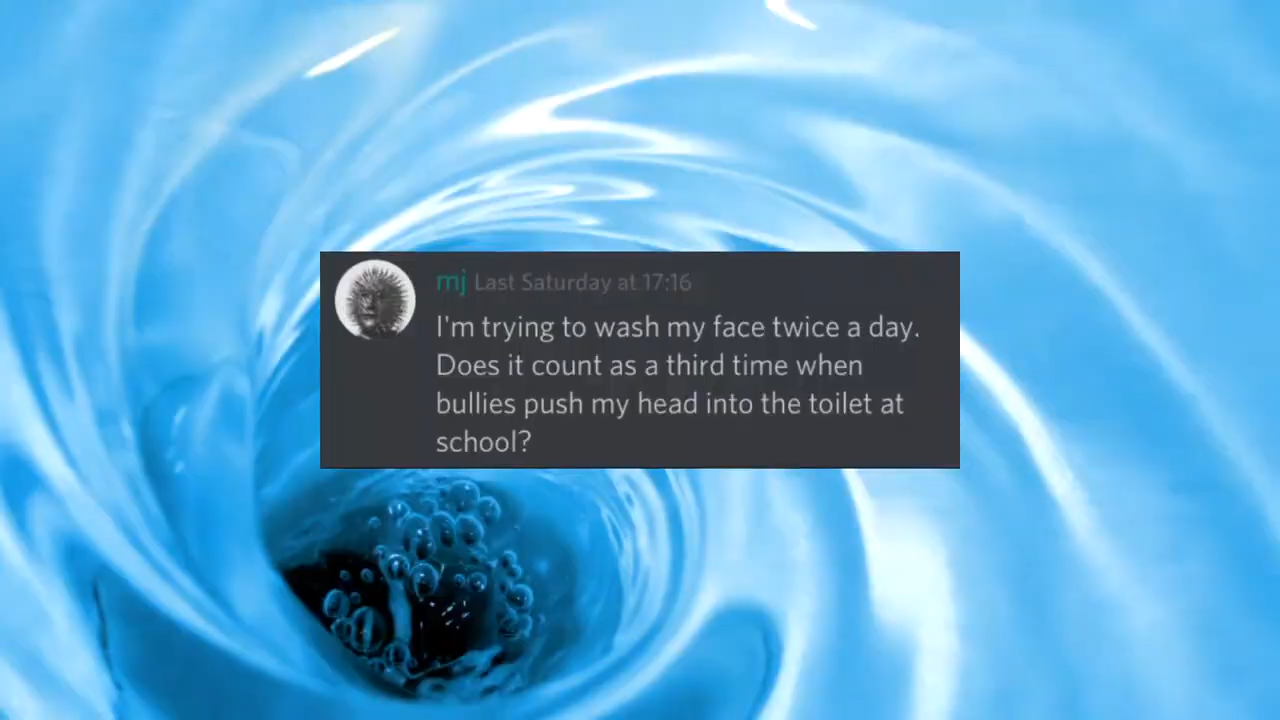 mj Last Saturday at 17:16
I'm trying to wash my face twice a day.
Does it count as a third time when
bullies push my head into the toilet at
school?